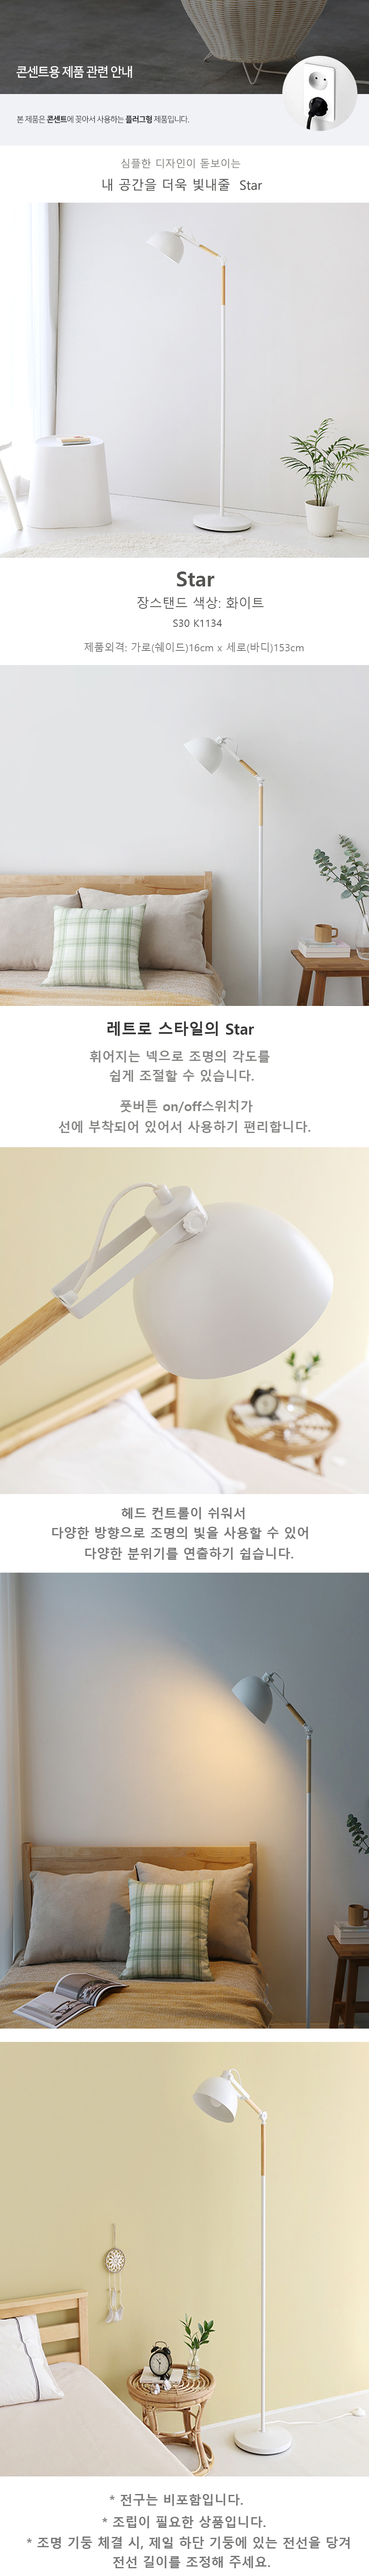 콘센트용 제품 관련 안내
본 제품은 콘센트에 꽂아서 사용하는 플러그형 제품입니다.
심플한 디자인이 돋보이는
내 공간을 더욱 빛내줄 Star
Star
장스탠드 색상: 화이트
S30 K1134
제품외격: 가로(쉐이드)16cm x 세로(바디)153cm
레트로 스타일의 Star
휘어지는 넥으로 조명의 각도를
쉽게 조절할 수 있습니다.
풋버튼 on/off스위치가
선에 부착되어 있어서 사용하기 편리합니다.
헤드 컨트롤이 쉬워서
다양한 방향으로 조명의 빛을 사용할 수 있어
다양한 분위기를 연출하기 쉽습니다.
* 전구는 비포함입니다.
* 조립이 필요한 상품입니다.
* 조명 기둥 체결 시, 제일 하단 기둥에 있는 전선을 당겨
전선 길이를 조정해 주세요.